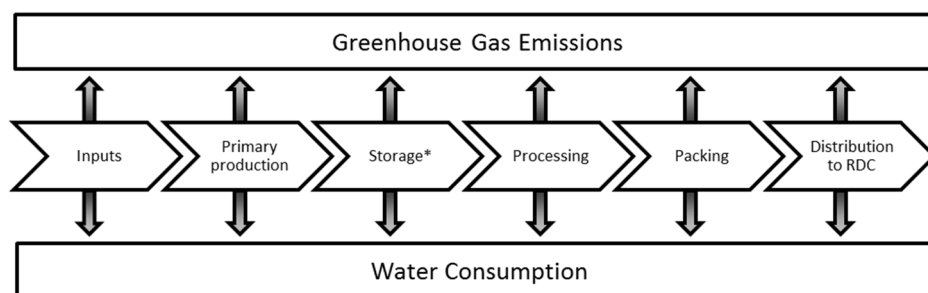 Greenhouse Gas Emissions
Inputs
Primary
production
Storage*
Processing
Packing
Distribution
to RDC
Water Consumption